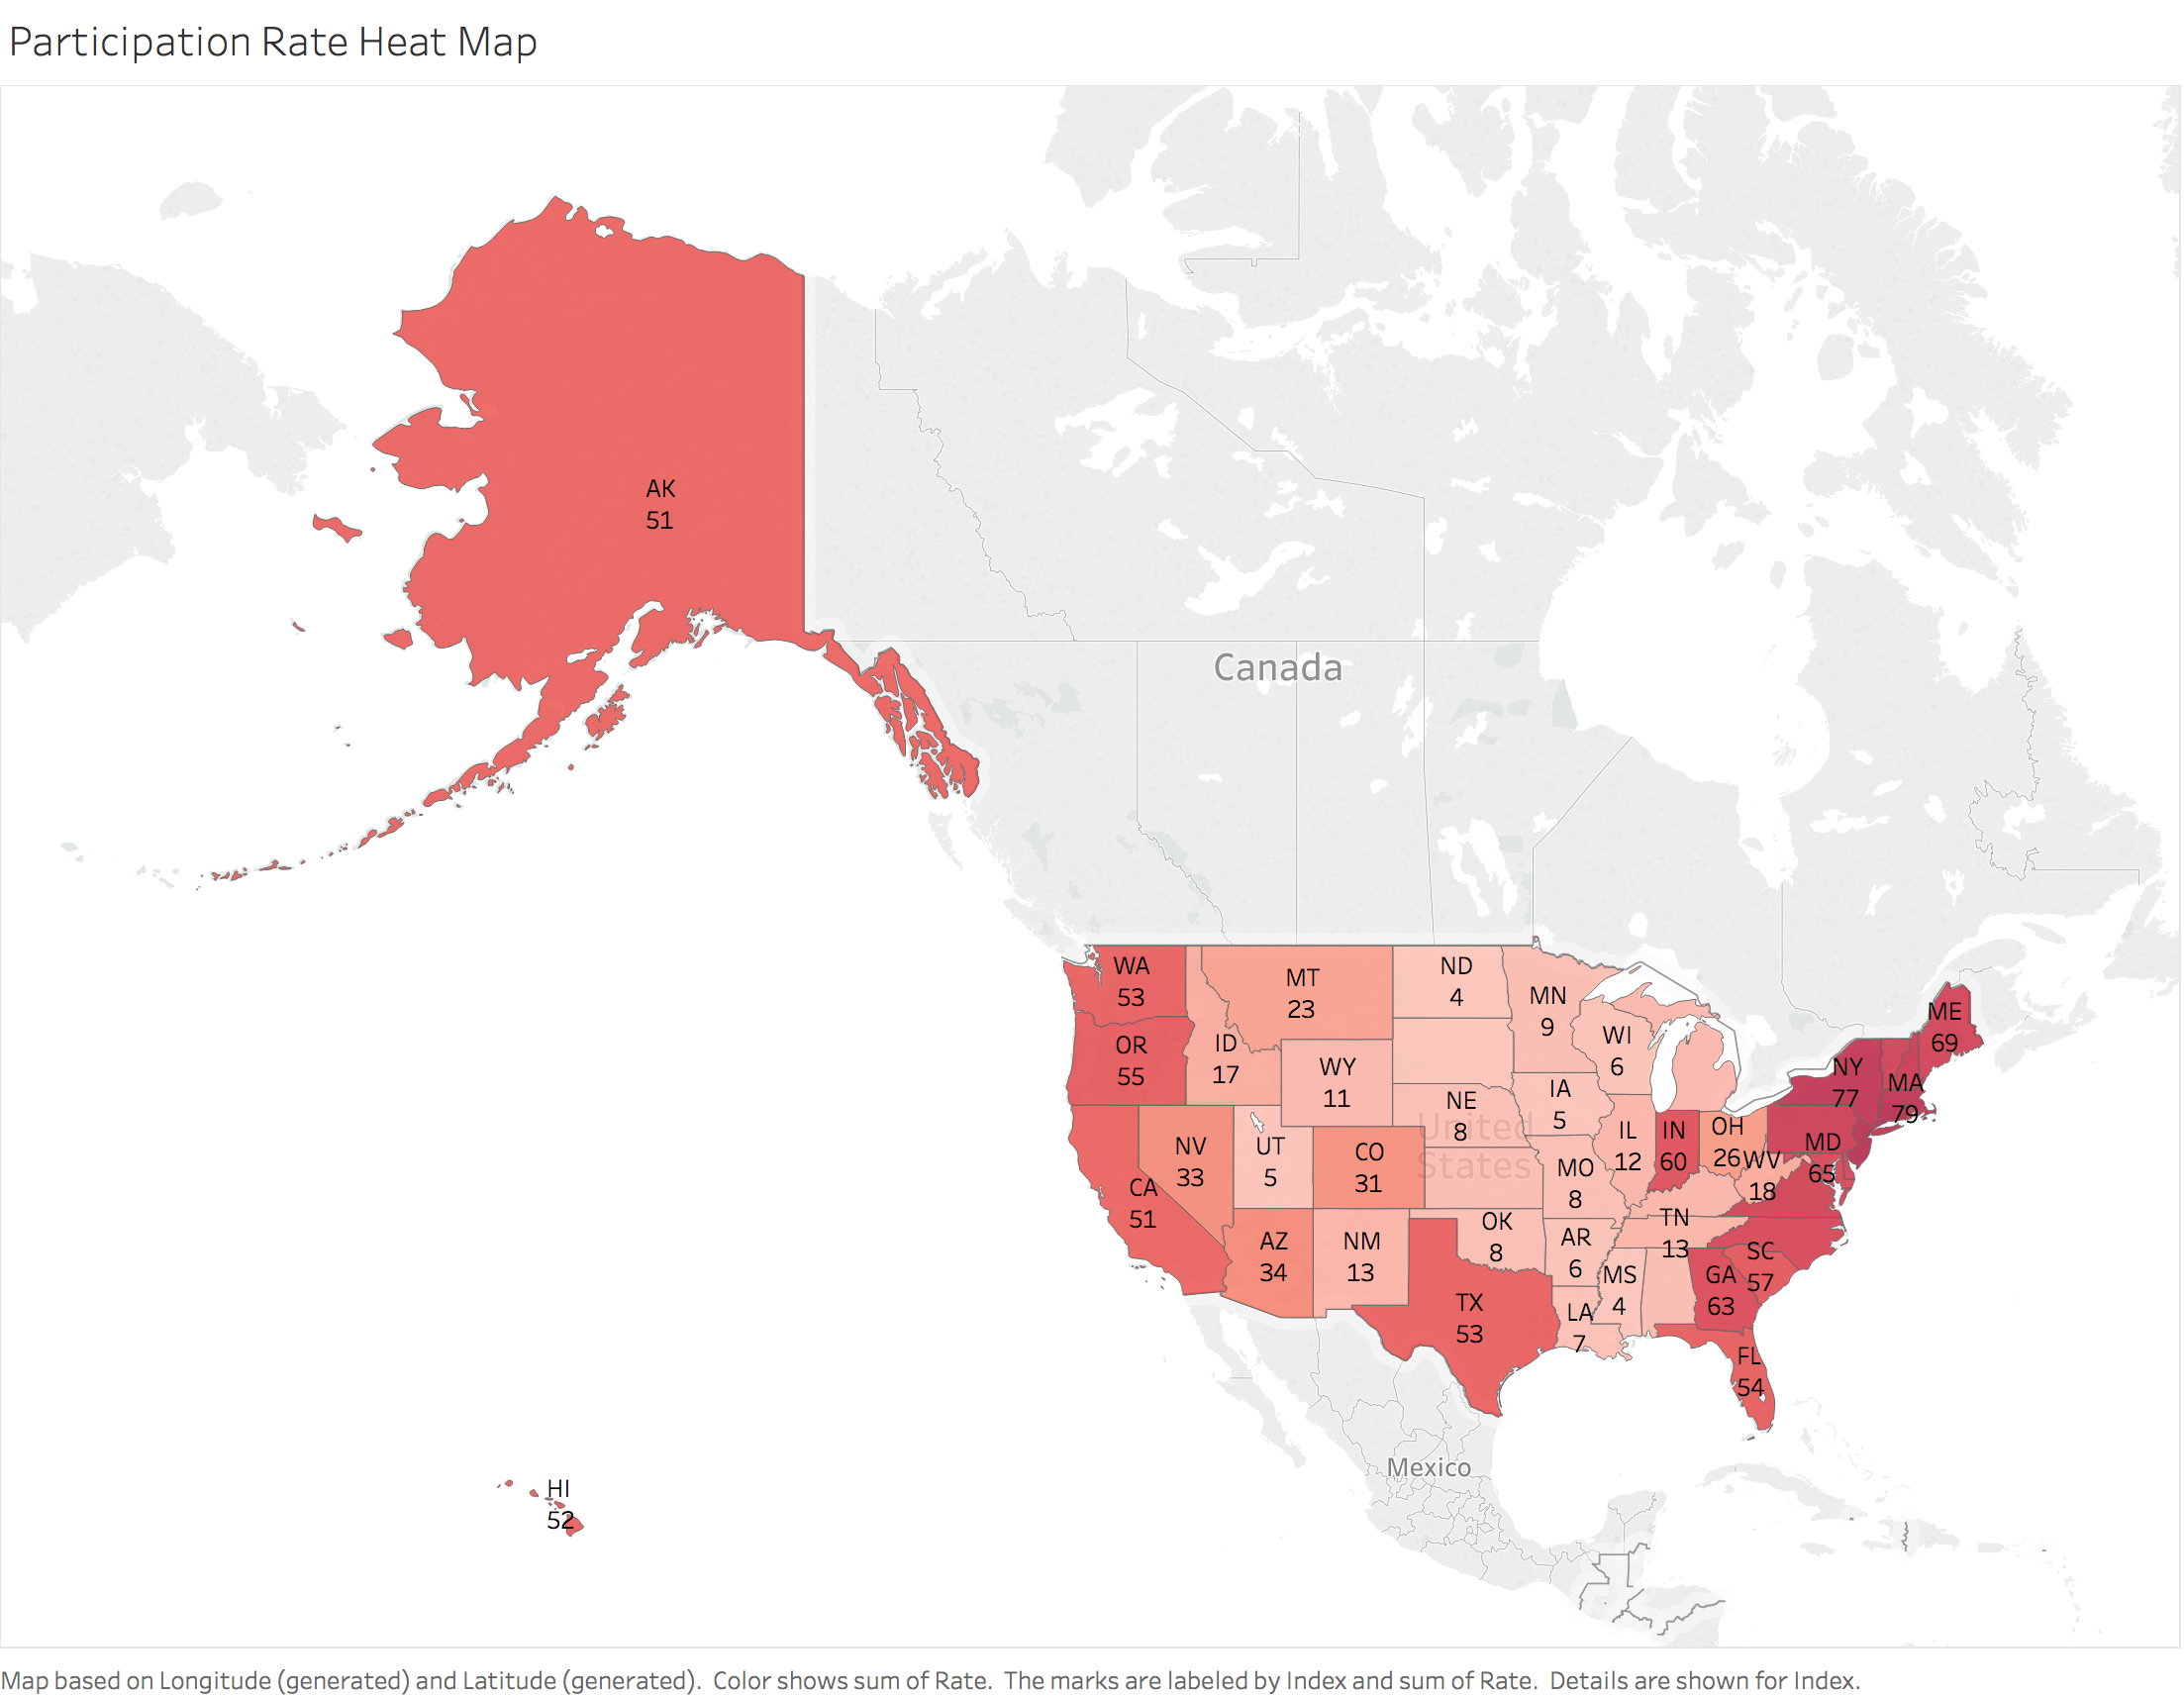 Participation Rate Heat Map
AK
51
Canada
WA
53
MT
23
ND
4
MN
9
ME
69
OR
55
ID
17
WY
11
WI
6
NY
77
MA
79
NE
8
IA
5
United
States
NV
33
UT
5
CO
31
IL
12
IN
60
OH
26
MD
65
WV
18
CA
51
MO
8
AZ
34
NM
13
OK
8
AR
6
TN
13
SC
57
MS
4
GA
63
TX
53
LA
7
FL
54
Mexico
HI
52
Map based on Longitude (generated) and Latitude (generated). Color shows sum of Rate. The marks are labeled by Index and sum of Rate. Details are shown for Index.